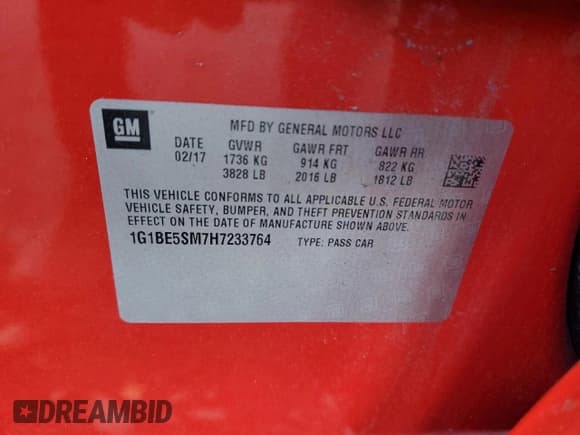 GM
MFD BY GENERAL MOTORS LLC
DATE GVWR GAWR FRT GAWR RR
02/17 1736 KG 914 KG 822 KG
3828 LB 2016 LB 1812 LB
THIS VEHICLE CONFORMS TO ALL APPLICABLE U.S. FEDERAL MOTOR
VEHICLE SAFETY, BUMPER, AND THEFT PREVENTION STANDARDS IN
EFFECT ON THE DATE OF MANUFACTURE SHOWN ABOVE.
1G1BE5SM7H7233764 TYPE: PASS CAR
DREAMBID